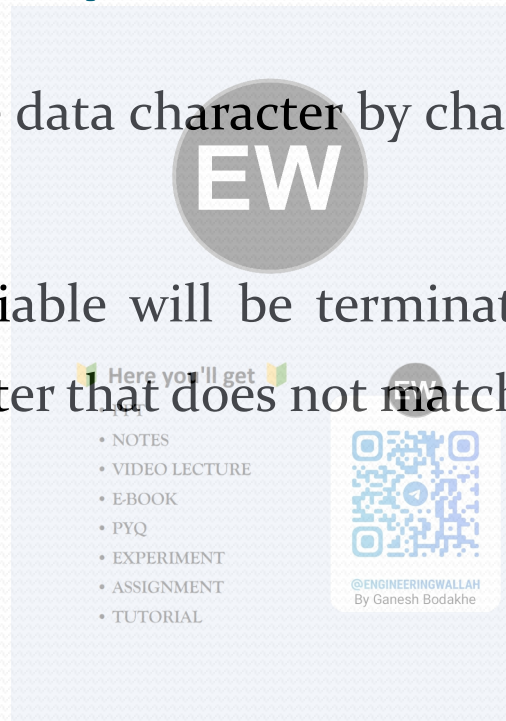 data character by cha
EW
iable will be terminat
Here you'll get
ter that does not match
EW
• PPT
• NOTES
• VIDEO LECTURE
• E-BOOK
• PYQ
• EXPERIMENT
• ASSIGNMENT
• TUTORIAL
@ENGINEERINGWALLAH
By Ganesh Bodakhe